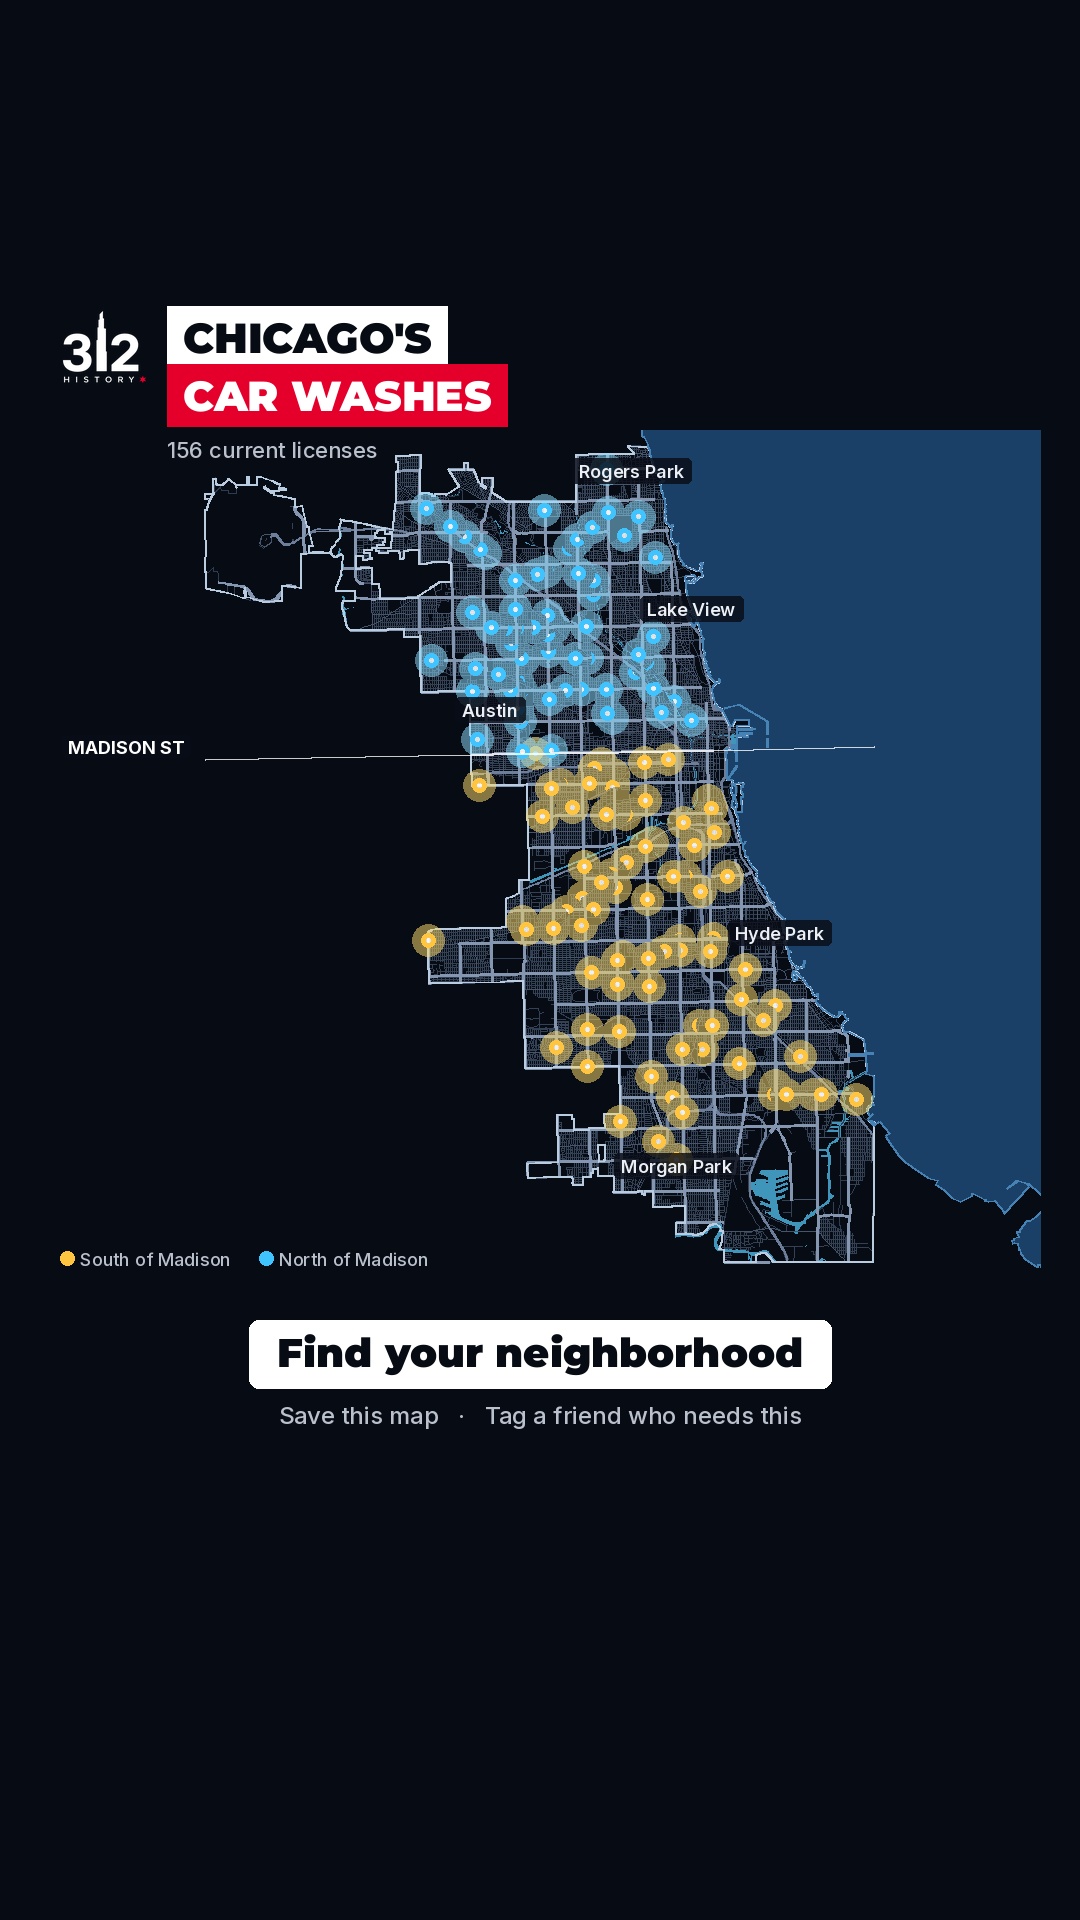 312
HISTORY*
CHICAGO'S
CAR WASHES
156 current licenses
Rogers Park
Lake View
Austin
MADISON ST
Hyde Park
Morgan Park
South of Madison
North of Madison
Find your neighborhood
Save this map · Tag a friend who needs this